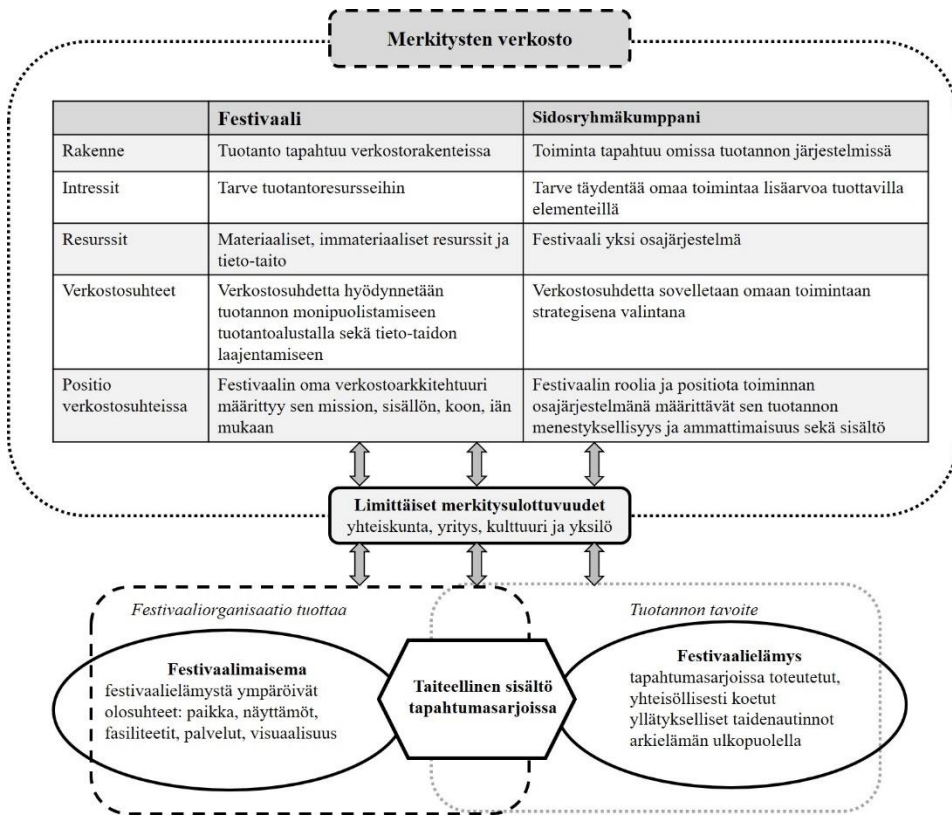 Merkitysten verkosto
Festivaali
Sidosryhmäkumppani
Rakenne
Tuotanto tapahtuu verkostorakenteissa
Toiminta tapahtuu omissa tuotannon järjestelmissä
Intressit
Tarve tuotantoresursseihin
Tarve täydentää omaa toimintaa lisäarvoa tuottavilla
elementeillä
Resurssit
Materiaaliset, immateriaaliset resurssit ja
tieto-taito
Festivaali yksi osajärjestelmä
Verkostosuhteet
Verkostosuhdetta hyödynnetään
tuotannon monipuolistamiseen
tuotantoalustalla sekä tieto-taidon
laajentamiseen
Verkostosuhdetta sovelletaan omaan toimintaan
strategisena valintana
Positio
verkostosuhteissa
Festivaalin oma verkostoarkkitehtuuri
määrittyy sen mission, sisällön, koon, iän
mukaan
Festivaalin roolia ja positiota toiminnan
osajärjestelmänä määrittävät sen tuotannon
menestyksellisyys ja ammattimaisuus sekä sisältö
Limittäiset merkitysulottuvuudet
yhteiskunta, yritys, kulttuuri ja yksilö
Festivaaliorganisaatio tuottaa
Festivaalimaisema
festivaalielämystä ympäröivät
olosuhteet: paikka, näyttämöt,
fasiliteetit, palvelut, visuaalisuus
Taiteellinen sisältö
tapahtumasarjoissa
Tuotannon tavoite
Festivaalielämys
tapahtumasarjoissa toteutetut,
yhteisöllisesti koetut
yllätykselliset taidenautinnot
arkielämän ulkopuolella